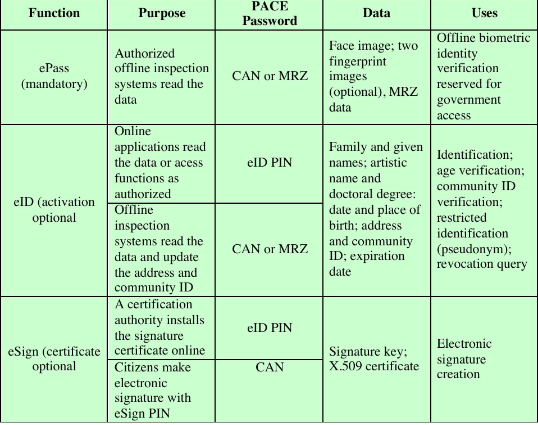 Function
Purpose
PACE
Password
Data
Uses
ePass
(mandatory)
Authorized
offline inspection
systems read the
data
CAN or MRZ
Face image; two
fingerprint
images
(optional), MRZ
data
Offline biometric
identity
verification
reserved for
government
access
eID (activation
optional
Online
applications read
the data or acess
functions as
authorized
eID PIN
Offline
inspection
systems read the
data and update
the address and
community ID
CAN or MRZ
Family and given
names; artistic
name and
doctoral degree:
date and place of
birth; address
and community
ID; expiration
date
Identification;
age verification;
community ID
verification;
restricted
identification
(pseudonym);
revocation query
eSign (certificate
optional
A certification
authority installs
the signature
certificate online
eID PIN
Citizens make
electronic
signature with
eSign PIN
CAN
Signature key;
X.509 certificate
Electronic
signature
creation